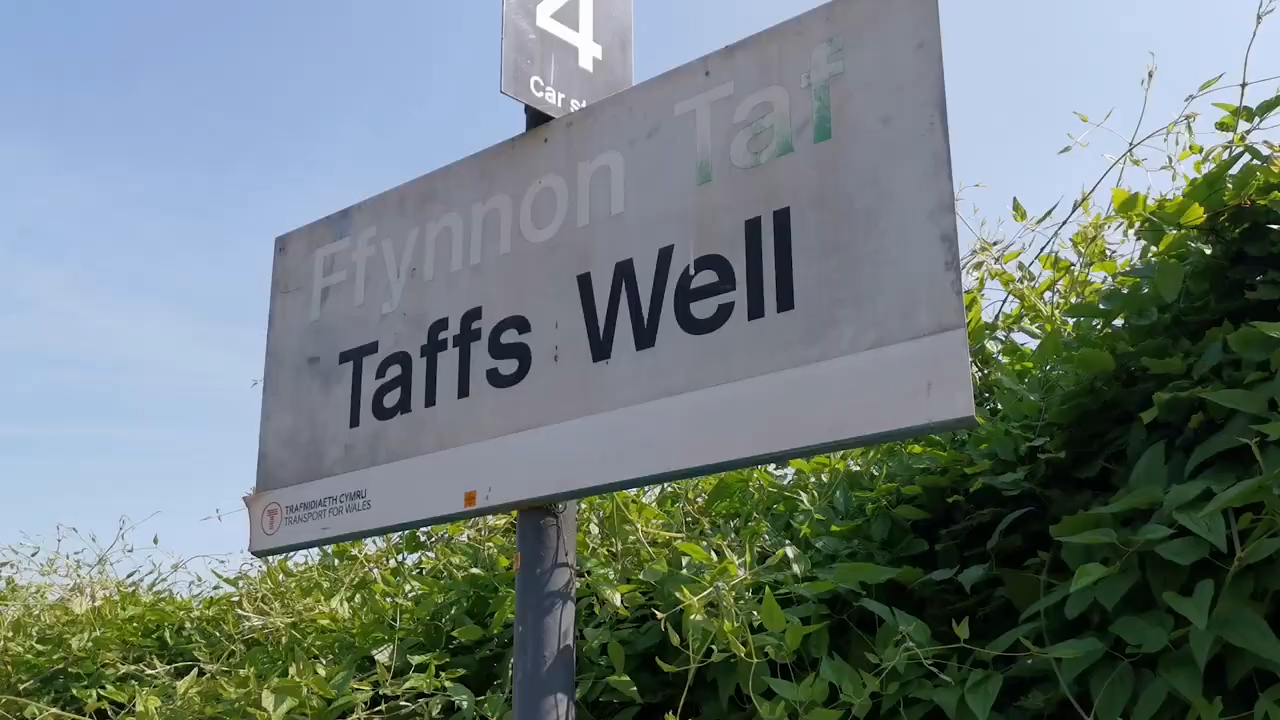 4
Car
Ffynnon Taf
Taffs Well
TRAFNIDIAETH CYMRU
TRANSPORT FOR WALES